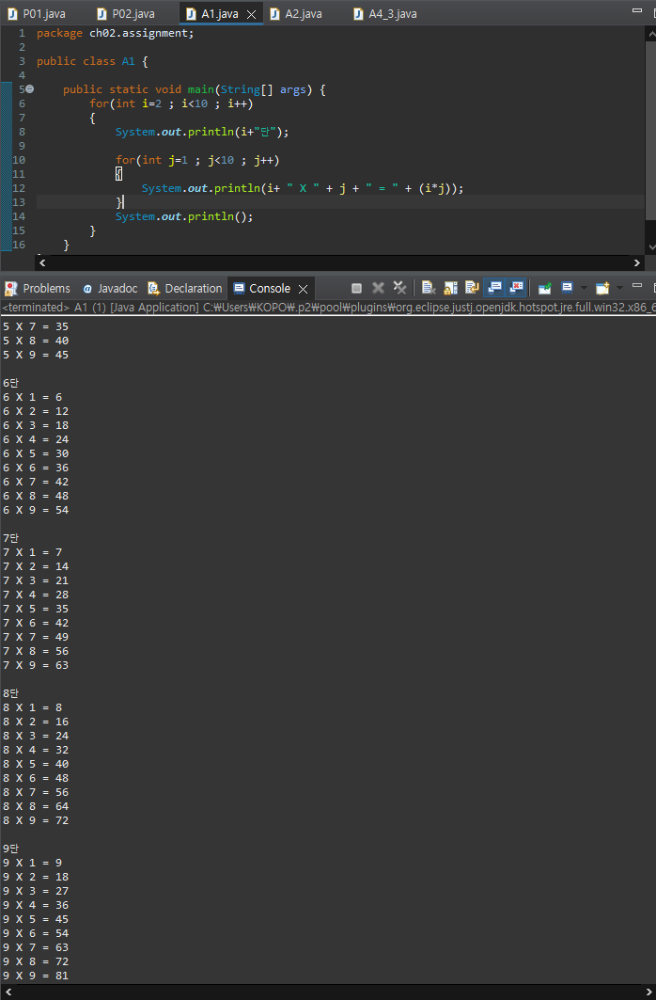 P01.java P02.java A1.java A2.java A4_3.java
1 package ch02.assignment;
2
3 public class A1 {
4
5 public static void main(String[] args) {
6 for(int i=2 ; i<10 ; i++)
7 {
8 System.out.println(i+"단");
9
10 for(int j=1 ; j<10 ; j++)
11 {
12 System.out.println(i+ " X " + j + " = " + (i*j));
13 }
14 System.out.println();
15 }
16 }
Problems Javadoc Declaration Console
<terminated> A1 (1) [Java Application] C:₩Users₩KOPO₩.p2₩pool₩plugins₩org.eclipse.justj.openjdk.hotspot.jre.full.win32.x86_6
5 X 7 = 35
5 X 8 = 40
5 X 9 = 45

6단
6 X 1 = 6
6 X 2 = 12
6 X 3 = 18
6 X 4 = 24
6 X 5 = 30
6 X 6 = 36
6 X 7 = 42
6 X 8 = 48
6 X 9 = 54

7단
7 X 1 = 7
7 X 2 = 14
7 X 3 = 21
7 X 4 = 28
7 X 5 = 35
7 X 6 = 42
7 X 7 = 49
7 X 8 = 56
7 X 9 = 63

8단
8 X 1 = 8
8 X 2 = 16
8 X 3 = 24
8 X 4 = 32
8 X 5 = 40
8 X 6 = 48
8 X 7 = 56
8 X 8 = 64
8 X 9 = 72

9단
9 X 1 = 9
9 X 2 = 18
9 X 3 = 27
9 X 4 = 36
9 X 5 = 45
9 X 6 = 54
9 X 7 = 63
9 X 8 = 72
9 X 9 = 81